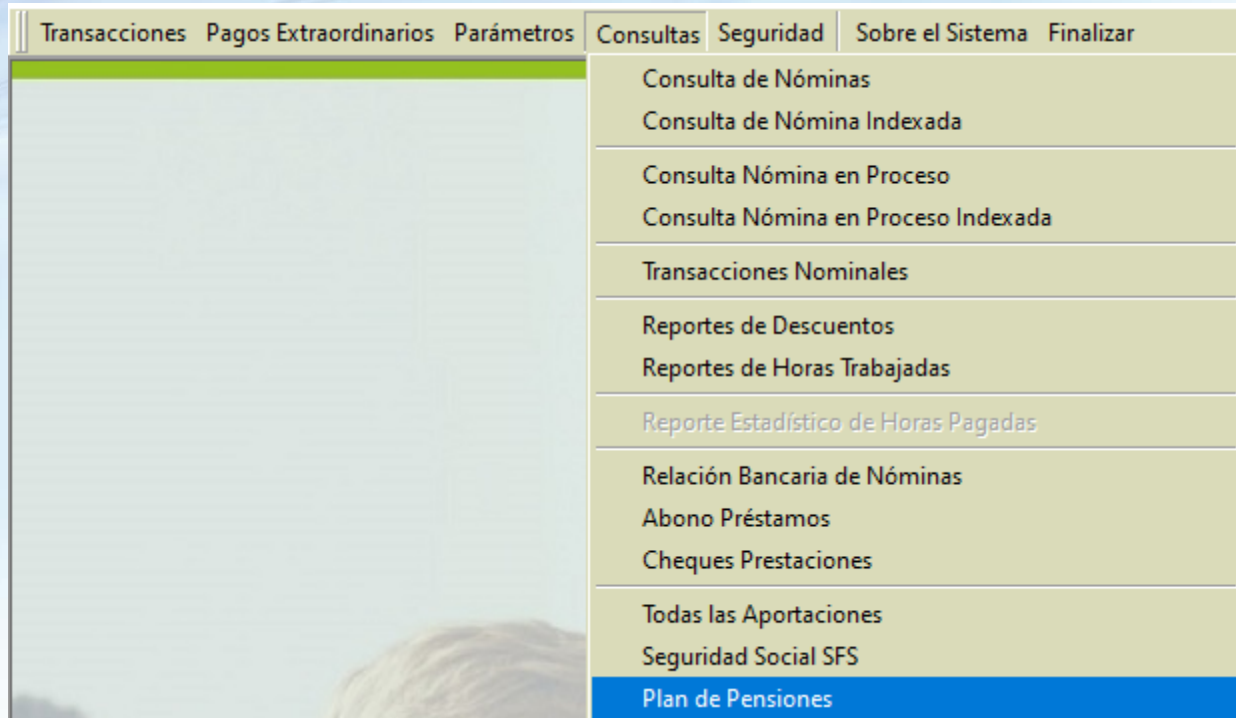 Transacciones Pagos Extraordinarios Parámetros Consultas Seguridad Sobre el Sistema Finalizar
Consulta de Nóminas
Consulta de Nómina Indexada
Consulta Nómina en Proceso
Consulta Nómina en Proceso Indexada
Transacciones Nominales
Reportes de Descuentos
Reportes de Horas Trabajadas
Reporte Estadístico de Horas Pagadas
Relación Bancaria de Nóminas
Abono Préstamos
Cheques Prestaciones
Todas las Aportaciones
Seguridad Social SFS
Plan de Pensiones